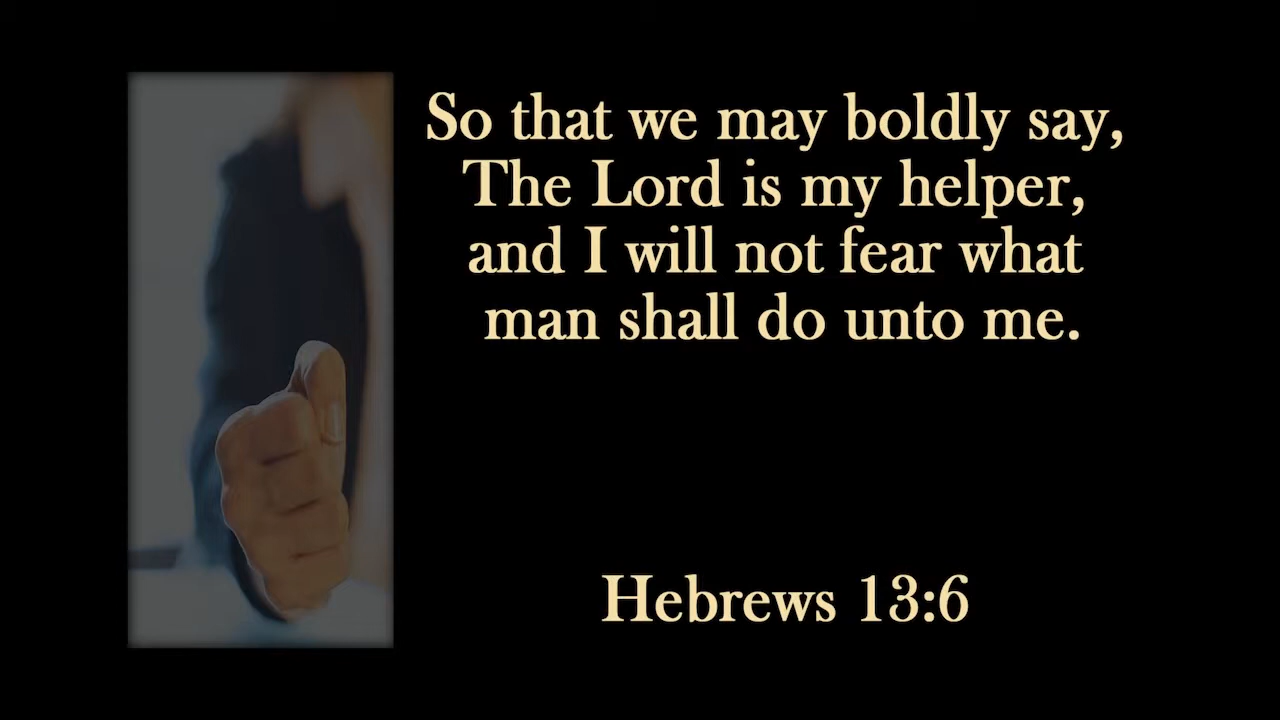 So that we may boldly say,
The Lord is my helper,
and I will not fear what
man shall do unto me.
Hebrews 13:6